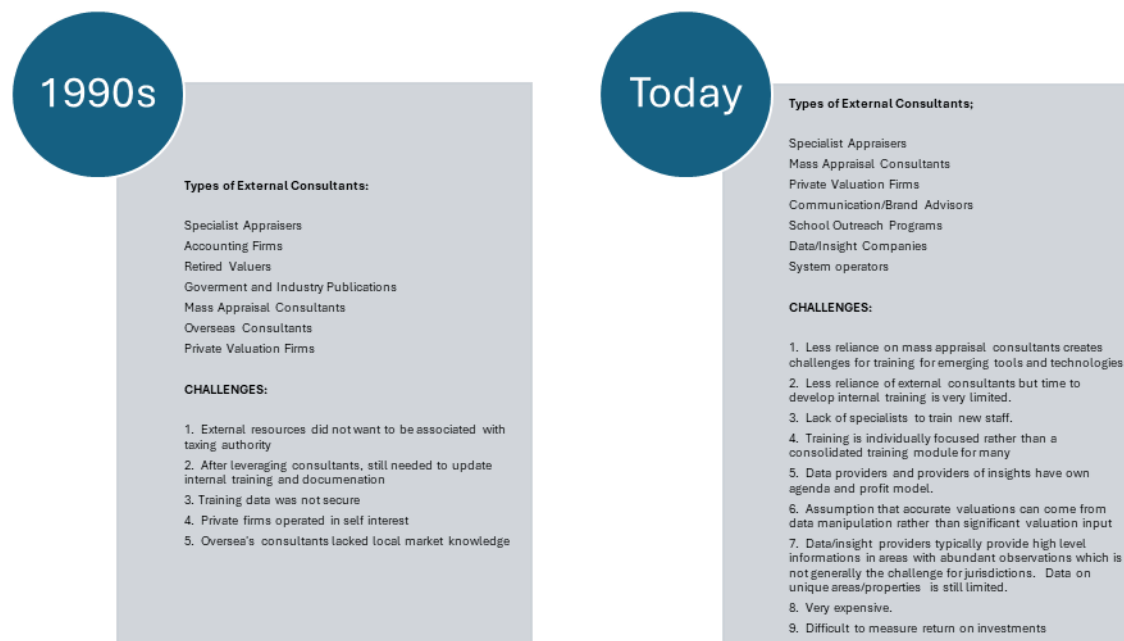 1990s
Types of External Consultants:
Specialist Appraisers
Accounting Firms
Retired Valuers
Goverment and Industry Publications
Mass Appraisal Consultants
Overseas Consultants
Private Valuation Firms
CHALLENGES:
1. External resources did not want to be associated with
taxing authority
2. After leveraging consultants, still needed to update
internal training and documenation
3. Training data was not secure
4. Private firms operated in self interest
5. Oversea's consultants lacked local market knowledge
Today
Types of External Consultants;
Specialist Appraisers
Mass Appraisal Consultants
Private Valuation Firms
Communication/Brand Advisors
School Outreach Programs
Data/Insight Companies
System operators
CHALLENGES:
1. Less reliance on mass appraisal consultants creates
challenges for training for emerging tools and technologies
2. Less reliance of external consultants but time to
develop internal training is very limited.
3. Lack of specialists to train new staff.
4. Training is individually focused rather than a
consolidated training module for many
5. Data providers and providers of insights have own
agenda and profit model.
6. Assumption that accurate valuations can come from
data manipulation rather than significant valuation input
7. Data/insight providers typically provide high level
informations in areas with abundant observations which is
not generally the challenge for jurisdictions. Data on
unique areas/properties is still limited.
8. Very expensive.
9. Difficult to measure return on investments